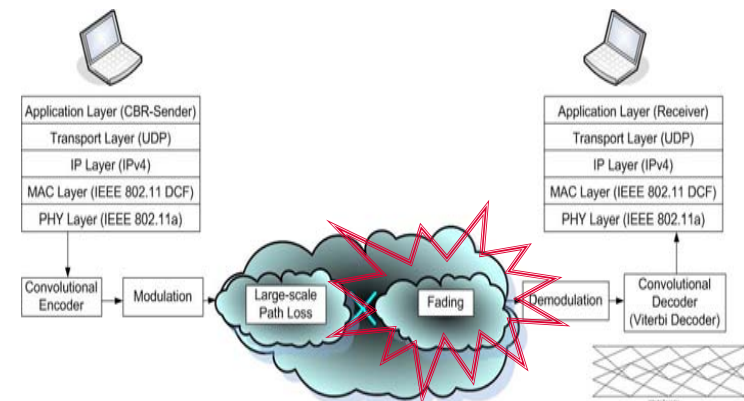 Application Layer (CBR-Sender)
Transport Layer (UDP)
IP Layer (IPv4)
MAC Layer (IEEE 802.11 DCF)
PHY Layer (IEEE 802.11a)
Application Layer (Receiver)
Transport Layer (UDP)
IP Layer (IPv4)
MAC Layer (IEEE 802.11 DCF)
PHY Layer (IEEE 802.11a)
Convolutional
Encoder
Modulation
Large-scale
Path Loss
Fading
Demodulation
Convolutional
Decoder
(Viterbi Decoder)